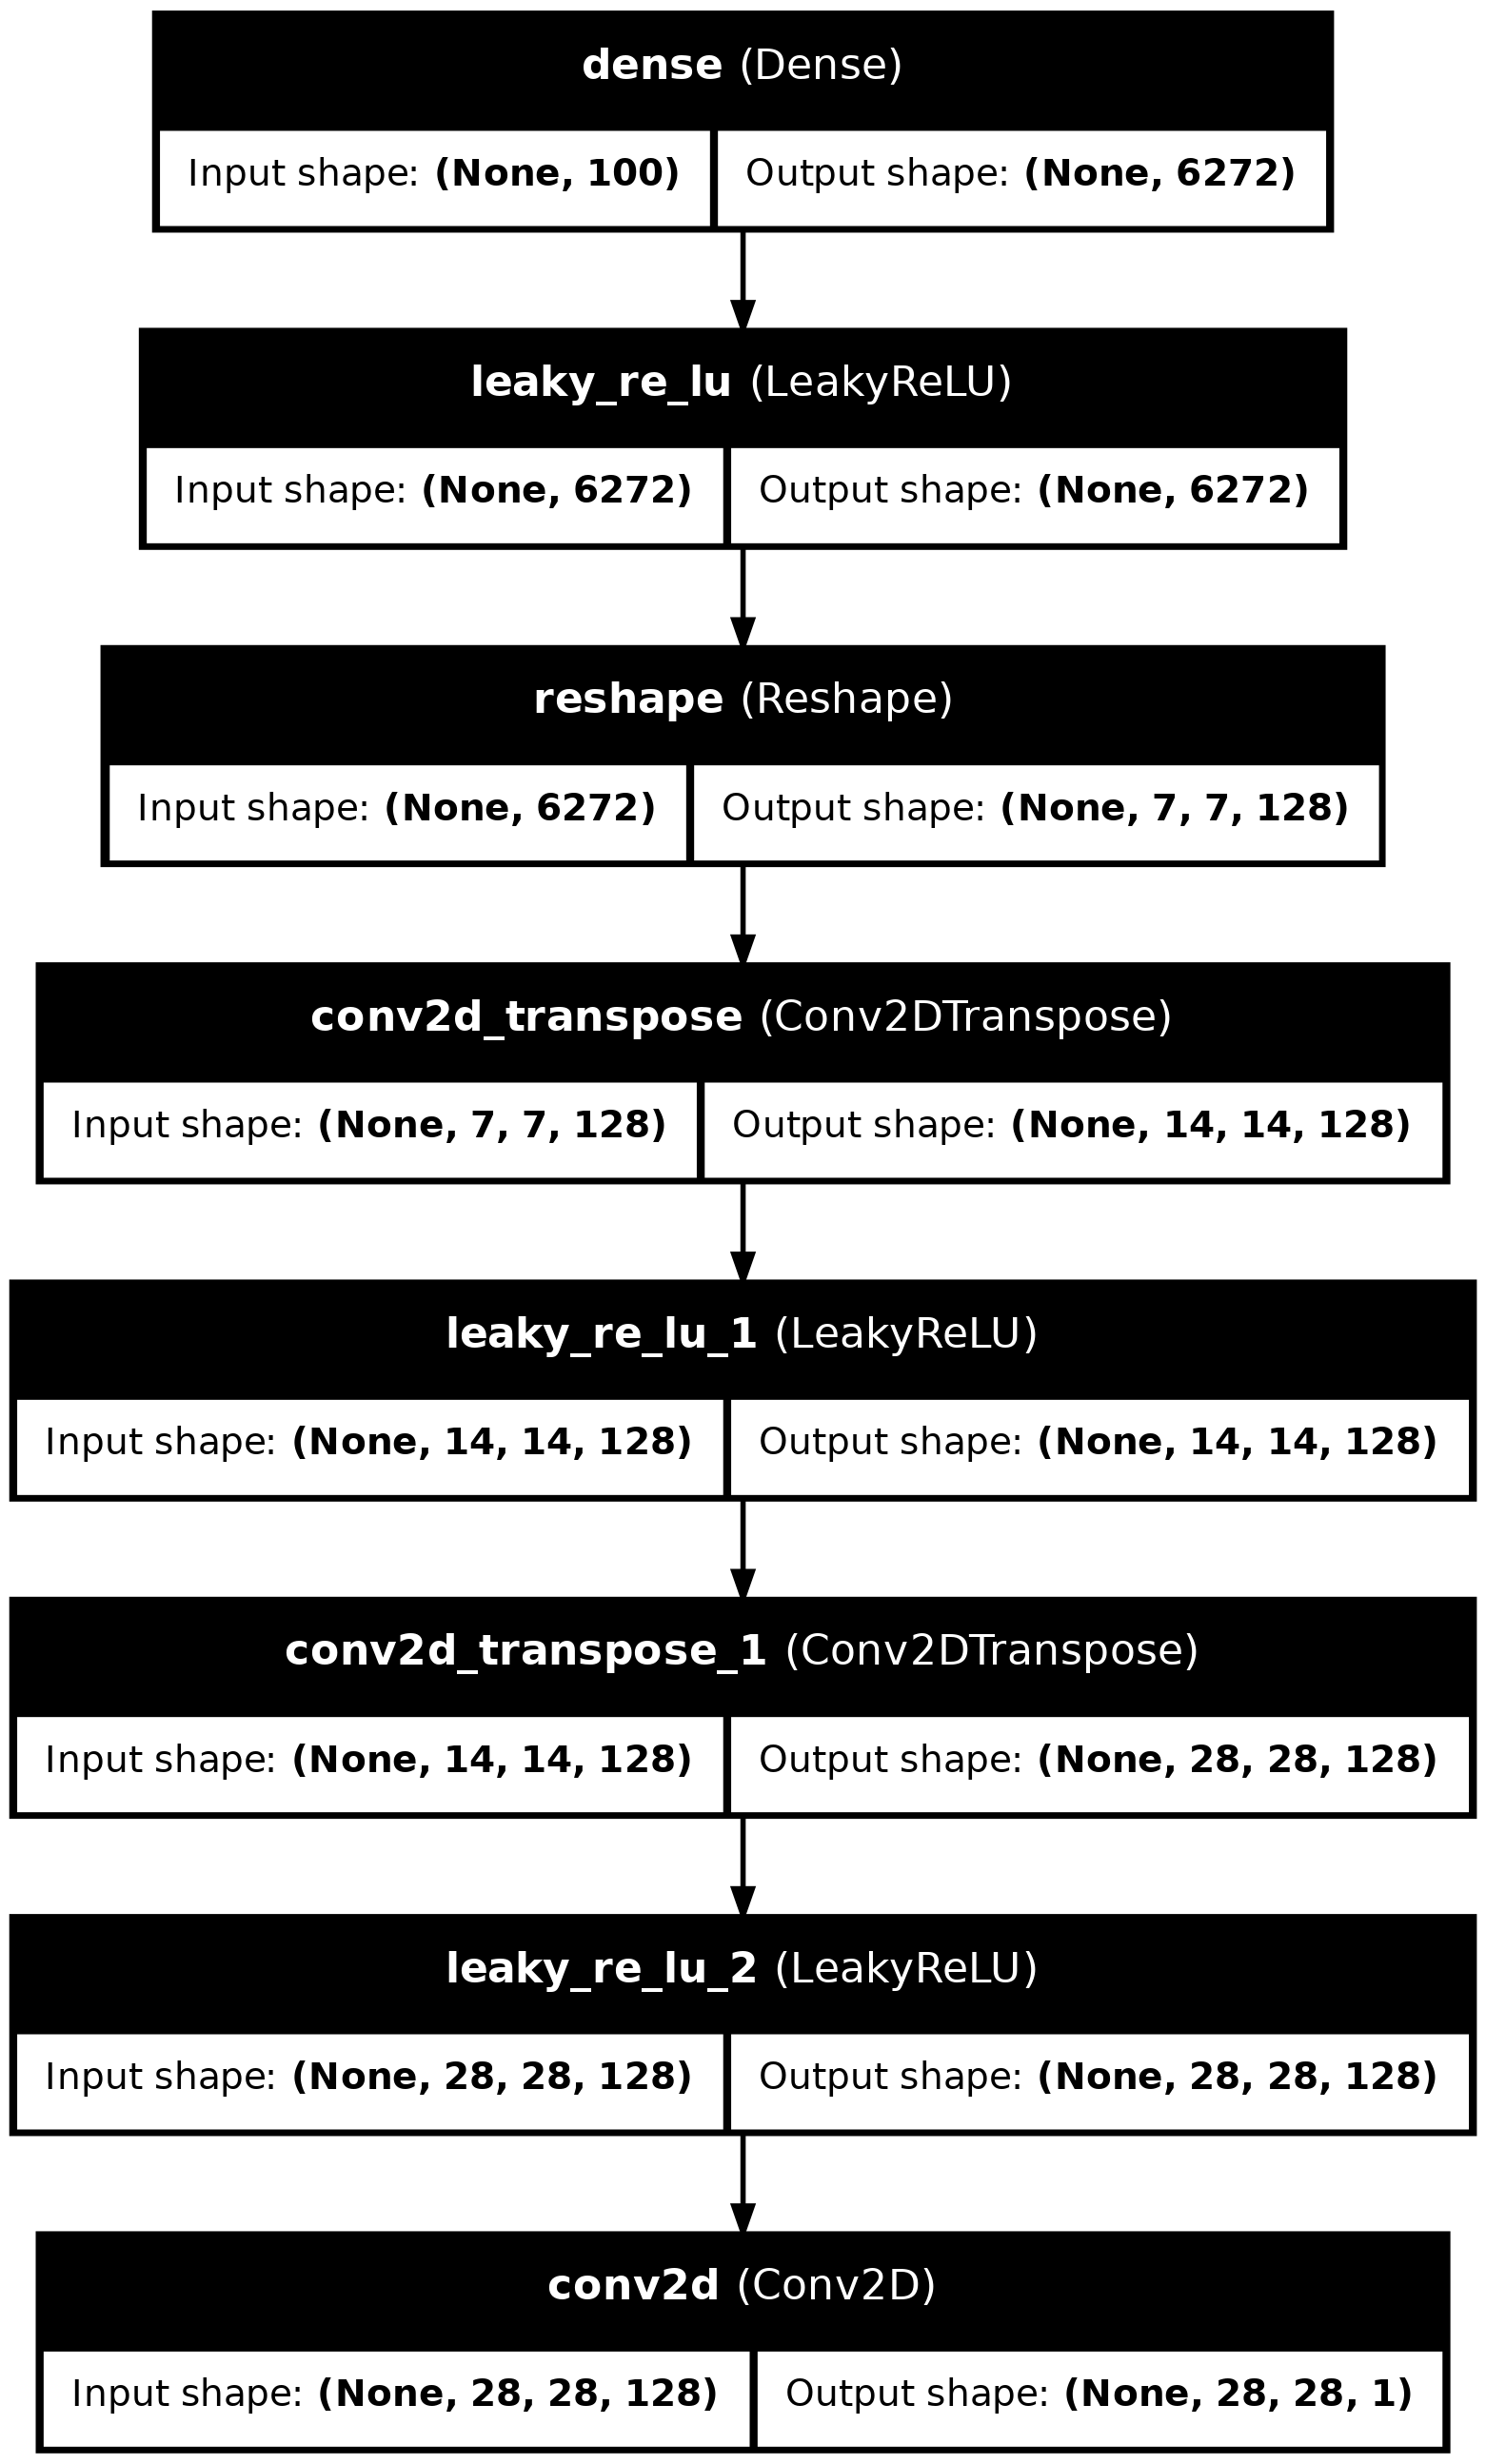 dense (Dense)
Input shape: (None, 100) Output shape: (None, 6272)
leaky_re_lu (LeakyReLU)
Input shape: (None, 6272) Output shape: (None, 6272)
reshape (Reshape)
Input shape: (None, 6272) Output shape: (None, 7, 7, 128)
conv2d_transpose (Conv2DTranspose)
Input shape: (None, 7, 7, 128) Output shape: (None, 14, 14, 128)
leaky_re_lu_1 (LeakyReLU)
Input shape: (None, 14, 14, 128) Output shape: (None, 14, 14, 128)
conv2d_transpose_1 (Conv2DTranspose)
Input shape: (None, 14, 14, 128) Output shape: (None, 28, 28, 128)
leaky_re_lu_2 (LeakyReLU)
Input shape: (None, 28, 28, 128) Output shape: (None, 28, 28, 128)
conv2d (Conv2D)
Input shape: (None, 28, 28, 128) Output shape: (None, 28, 28, 1)